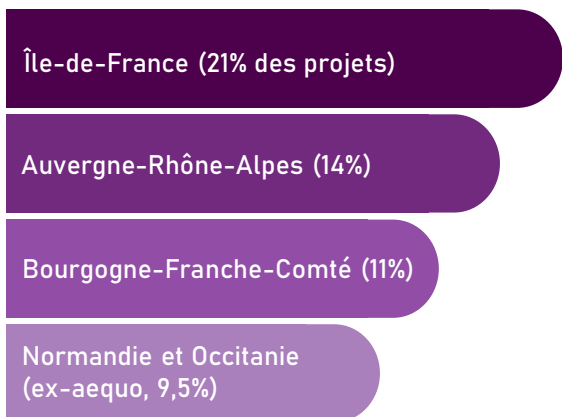 Île-de-France (21% des projets)
Auvergne-Rhône-Alpes (14%)
Bourgogne-Franche-Comté (11%)
Normandie et Occitanie
(ex-aequo, 9,5%)